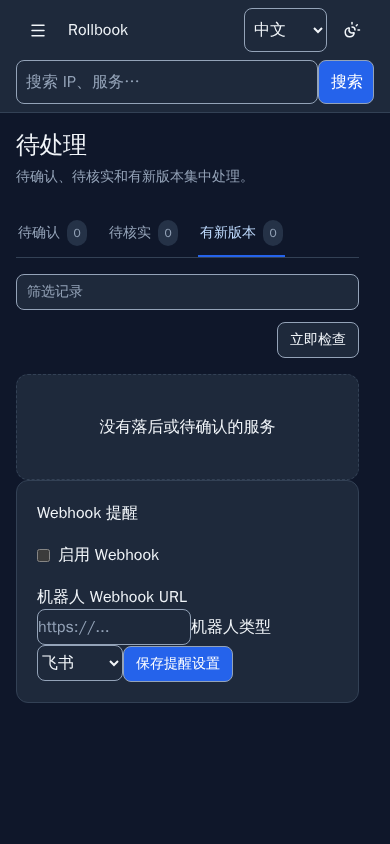 Rollbook
中文
搜索 IP、服务…
搜索
待处理
待确认、待核实和有新版本集中处理。
待确认 0 待核实 0 有新版本 0
筛选记录
立即检查
没有落后或待确认的服务
Webhook 提醒
启用 Webhook
机器人 Webhook URL
https://... 机器人类型
飞书 保存提醒设置